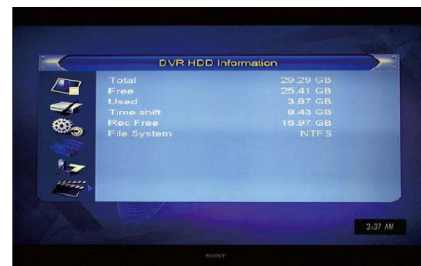 DVR HDD Information
Total 29.29 GB
Free 25.41 GB
Used 3.87 GB
Time shift 8.43 GB
Rec Free 16.97 GB
File System NTFS
3:37 AM
SONY